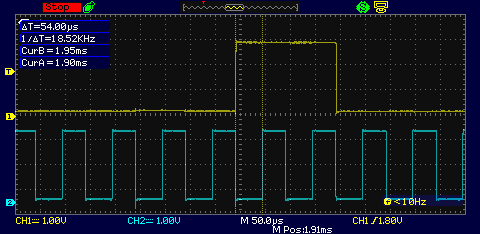 Stop
ΔT=54.00μs
1/ΔT=18.52KHz
CurB=1.95ms
CurA=1.90ms
T
1
2
F<10Hz
CH1 1.00V CH2 1.00V M 50.0μs CH1 / 1.80V
M Pos:1.91ms